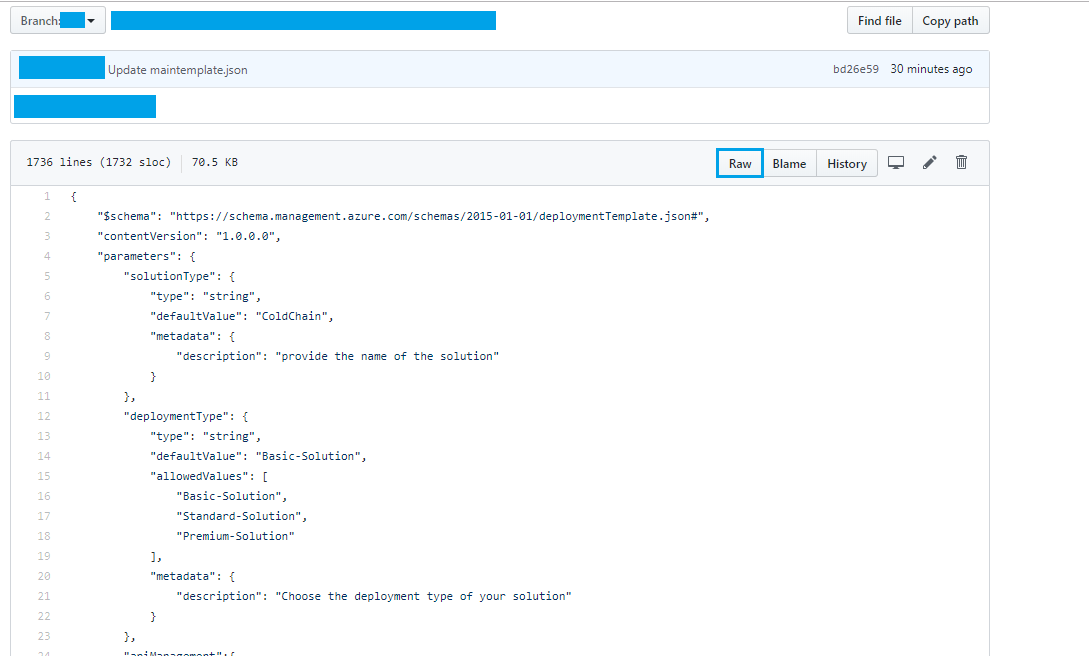 Branch:
Find file Copy path
Update maintemplate.json bd26e59 30 minutes ago
1736 lines (1732 sloc) 70.5 KB Raw Blame History
1 {
2 "$schema": "https://schema.management.azure.com/schemas/2015-01-01/deploymentTemplate.json#",
3 "contentVersion": "1.0.0.0",
4 "parameters": {
5 "solutionType": {
6 "type": "string",
7 "defaultValue": "ColdChain",
8 "metadata": {
9 "description": "provide the name of the solution"
10 }
11 },
12 "deploymentType": {
13 "type": "string",
14 "defaultValue": "Basic-Solution",
15 "allowedValues": [
16 "Basic-Solution",
17 "Standard-Solution",
18 "Premium-Solution"
19 ],
20 "metadata": {
21 "description": "Choose the deployment type of your solution"
22 }
23 },
24 "apiManagement":{